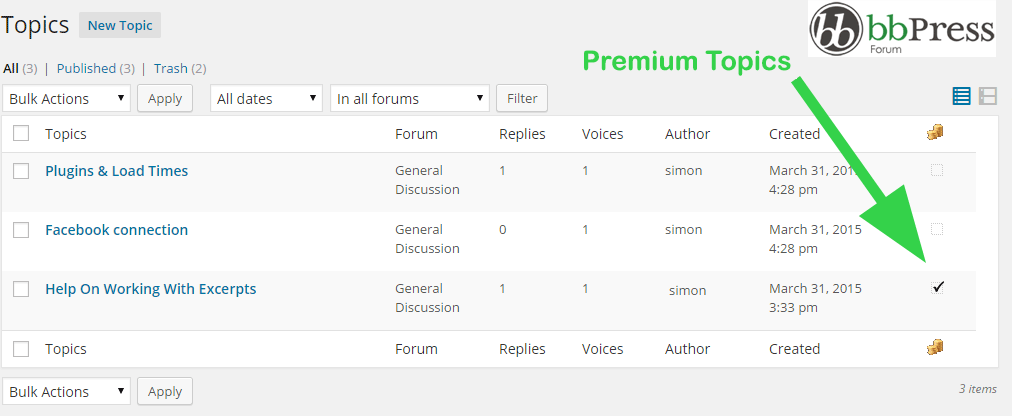 Topics New Topic
bbPress
Forum
Premium Topics
All (3) | Published (3) | Trash (2)
Bulk Actions Apply All dates In all forums Filter
Topics Forum Replies Voices Author Created
Plugins & Load Times General Discussion 1 1 simon March 31, 4:28 pm
Facebook connection General Discussion 0 1 simon March 31, 2015 4:28 pm
Help On Working With Excerpts General Discussion 1 1 simon March 31, 2015 3:33 pm
Topics Forum Replies Voices Author Created
Bulk Actions Apply
3 items